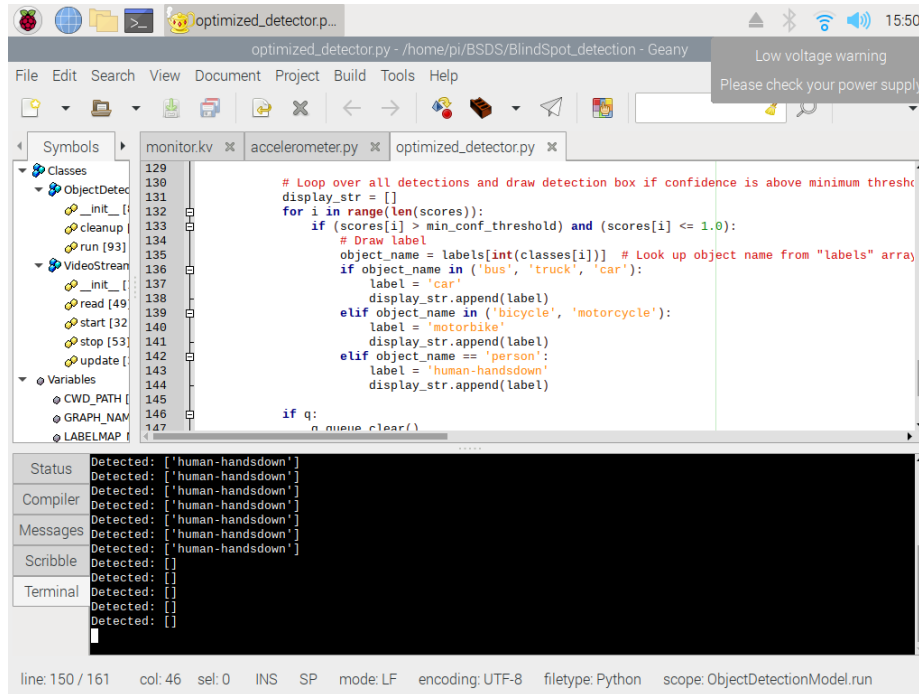 optimized_detector.p...
15:50
optimized_detector.py - /home/pi/BSDS/BlindSpot_detection - Geany
Low voltage warning
Please check your power supply
File Edit Search View Document Project Build Tools Help
Symbols
monitor.kv
accelerometer.py
optimized_detector.py
Classes
ObjectDetec
__init__ [8
cleanup [
run [93]
VideoStream
__init__ [
read [49]
start [32
stop [53]
update [
Variables
CWD_PATH [
GRAPH_NAM
LABELMAP
129
130 # Loop over all detections and draw detection box if confidence is above minimum thresho
131 display_str = []
132 for i in range(len(scores)):
133 if (scores[i] > min_conf_threshold) and (scores[i] <= 1.0):
134 # Draw label
135 object_name = labels[int(classes[i])] # Look up object name from "labels" array
136 if object_name in ('bus', 'truck', 'car'):
137 label = 'car'
138 display_str.append(label)
139 elif object_name in ('bicycle', 'motorcycle'):
140 label = 'motorbike'
141 display_str.append(label)
142 elif object_name == 'person':
143 label = 'human-handsdown'
144 display_str.append(label)
145
146 if q:
147 q.queue.clear()
Status
Compiler
Messages
Scribble
Terminal
Detected: ['human-handsdown']
Detected: ['human-handsdown']
Detected: ['human-handsdown']
Detected: ['human-handsdown']
Detected: ['human-handsdown']
Detected: ['human-handsdown']
Detected: ['human-handsdown']
Detected: []
Detected: []
Detected: []
Detected: []
Detected: []
line: 150 / 161 col: 46 sel: 0 INS SP mode: LF encoding: UTF-8 filetype: Python scope: ObjectDetectionModel.run